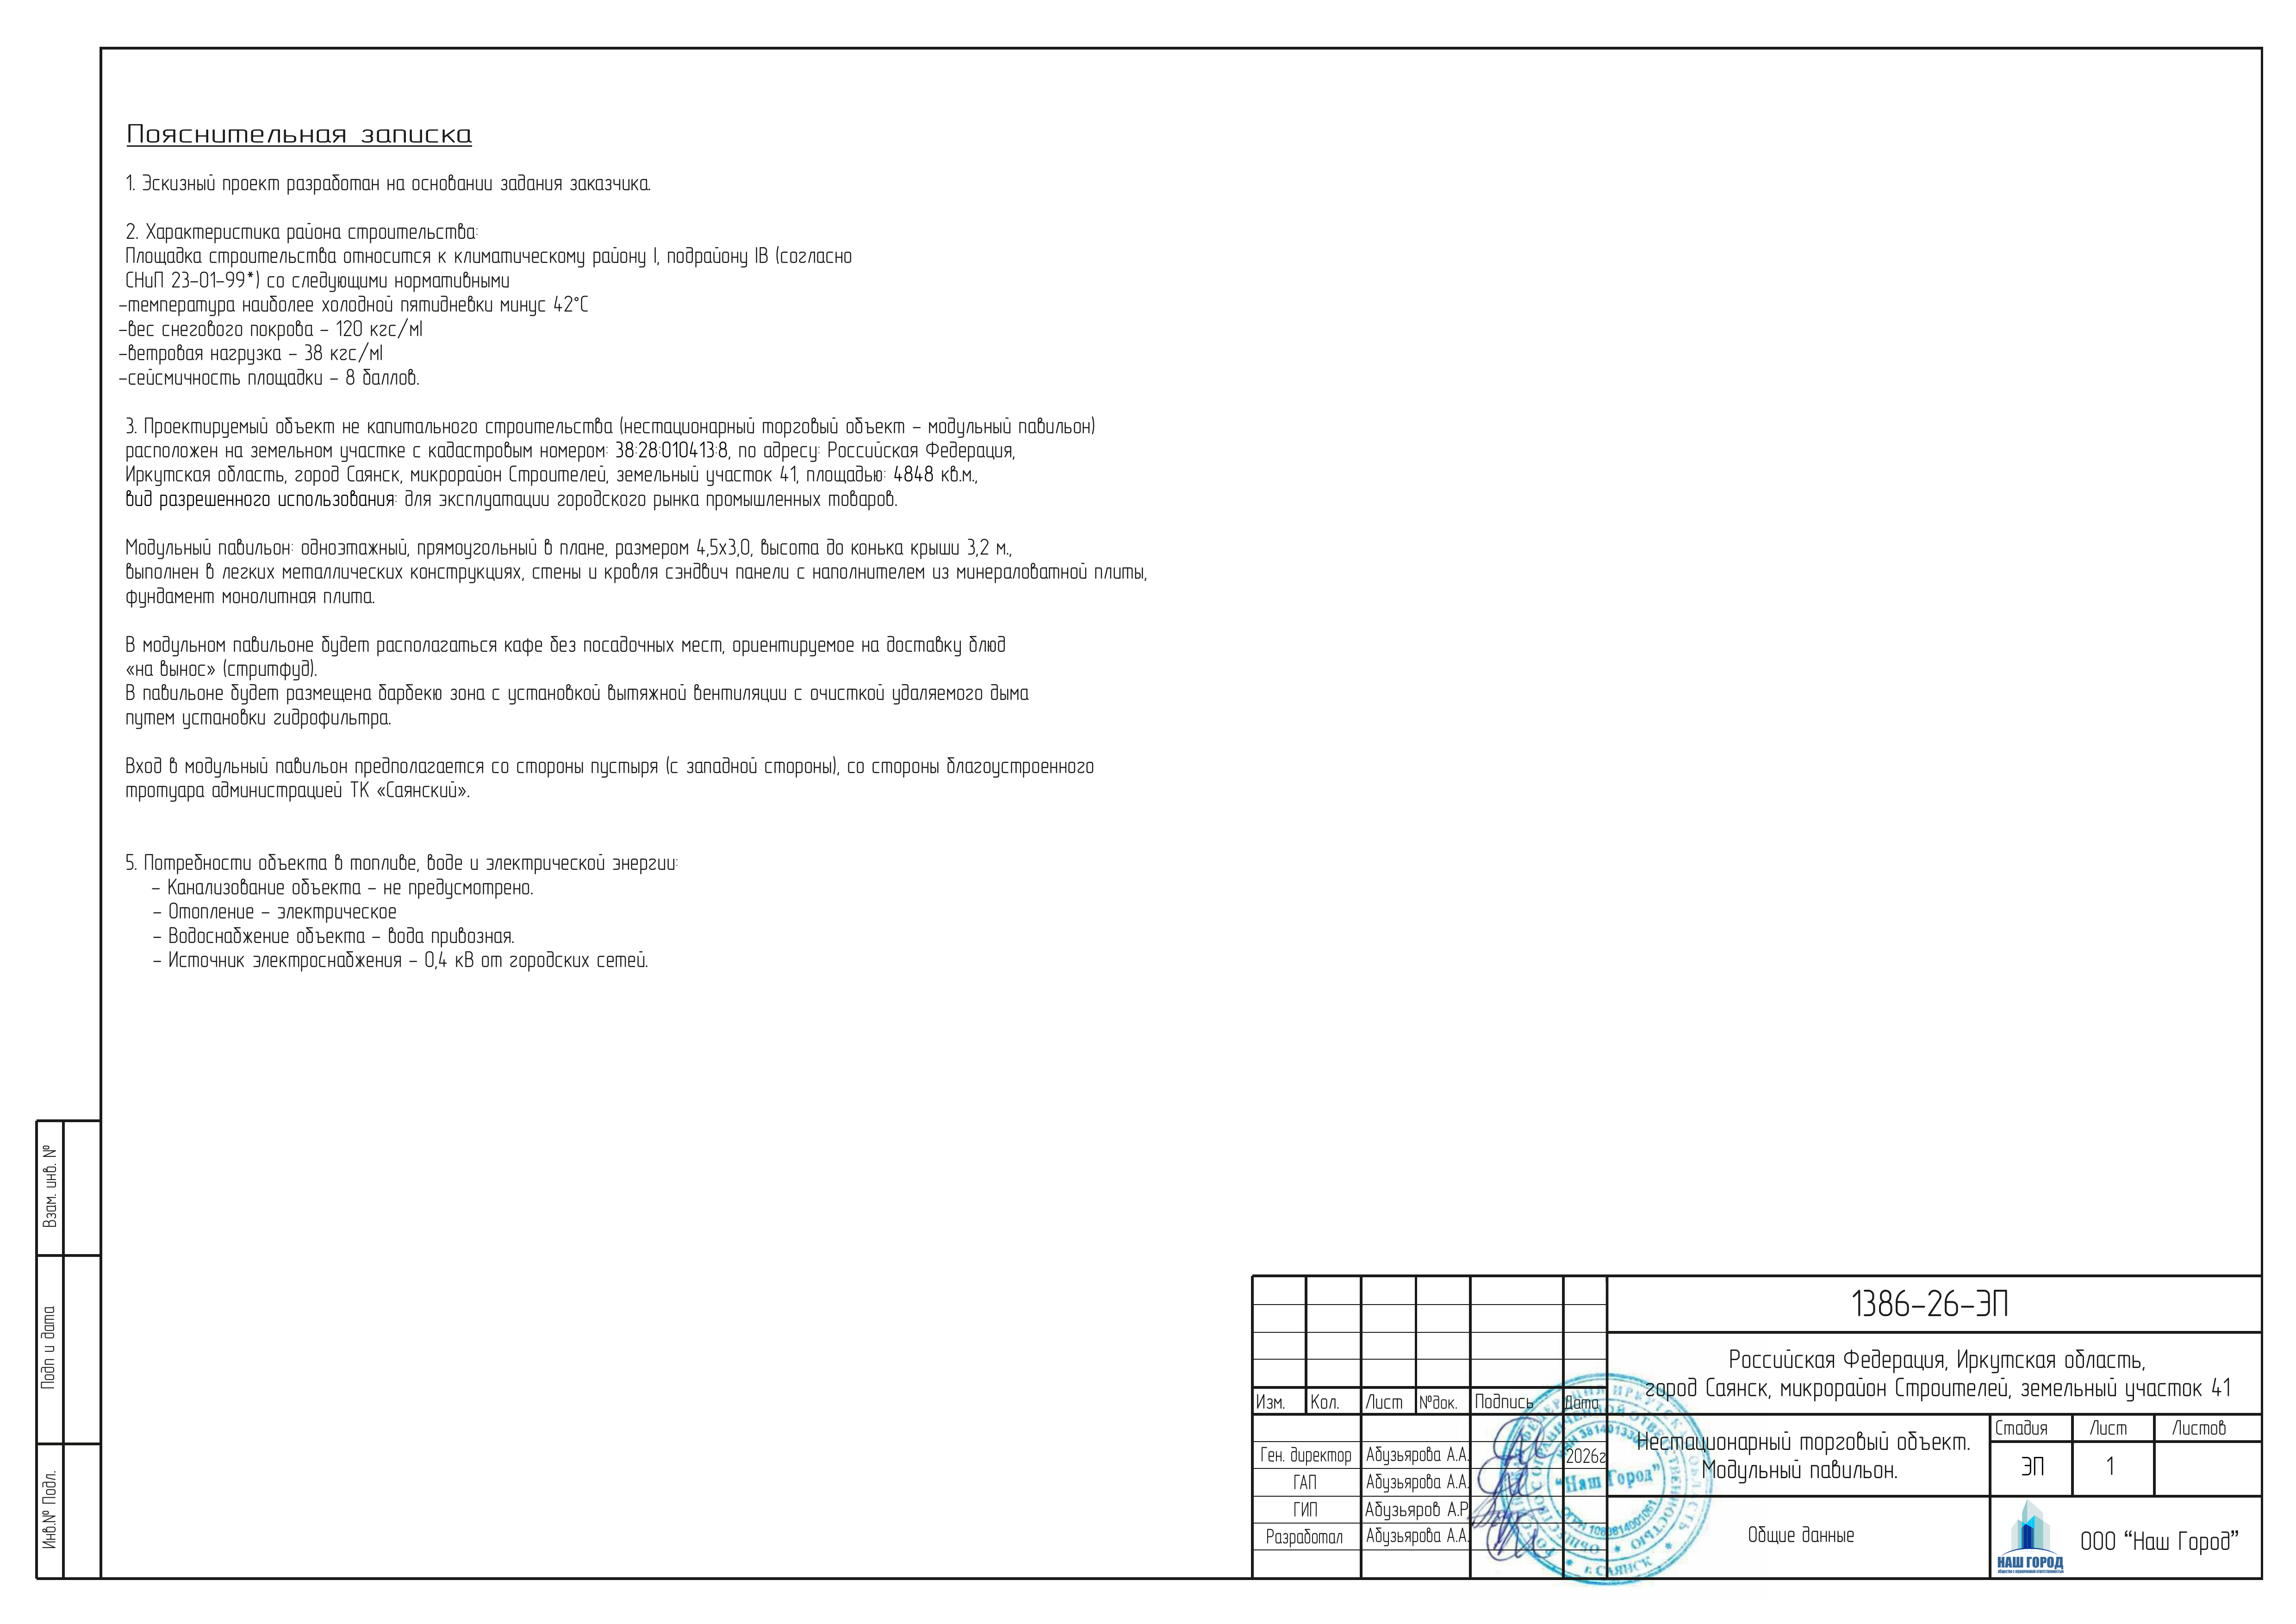 Пояснительная записка
1. Эскизный проект разработан на основании задания заказчика.
2. Характеристика района строительства:
Площадка строительства относится к климатическому району I, подрайону IВ (согласно
СНиП 23-01-99*) со следующими нормативными
-температура наиболее холодной пятидневки минус 42°С
-вес снегового покрова - 120 кгс/мl
-ветровая нагрузка - 38 кгс/мl
-сейсмичность площадки - 8 баллов.
3. Проектируемый объект не капитального строительства (нестационарный торговый объект - модульный павильон)
расположен на земельном участке с кадастровым номером: 38:28:010413:8, по адресу: Российская Федерация,
Иркутская область, город Саянск, микрорайон Строителей, земельный участок 41, площадью: 4848 кв.м.,
вид разрешенного использования: для эксплуатации городского рынка промышленных товаров.
Модульный павильон: одноэтажный, прямоугольный в плане, размером 4,5х3,0, высота до конька крыши 3,2 м.,
выполнен в легких металлических конструкциях, стены и кровля сэндвич панели с наполнителем из минераловатной плиты,
фундамент монолитная плита.
В модульном павильоне будет располагаться кафе без посадочных мест, ориентируемое на доставку блюд
«на вынос» (стритфуд).
В павильоне будет размещена барбекю зона с установкой вытяжной вентиляции с очисткой удаляемого дыма
путем установки гидрофильтра.
Вход в модульный павильон предполагается со стороны пустыря (с западной стороны), со стороны благоустроенного
тротуара администрацией ТК «Саянский».
5. Потребности объекта в топливе, воде и электрической энергии:
- Канализование объекта - не предусмотрено.
- Отопление - электрическое
- Водоснабжение объекта - вода привозная.
- Источник электроснабжения - 0,4 кВ от городских сетей.
Взам. инв. №
Подп и дата
Инв.№ Подл.
1386-26-ЭП
Российская Федерация, Иркутская область,
город Саянск, микрорайон Строителей, земельный участок 41
Изм. Кол. Лист №док. Подпись Дата
Нестационарный торговый объект.
Модульный павильон.
Стадия Лист Листов
ЭП 1
Ген. директор Абузьярова А.А. 2026г
ГАП Абузьярова А.А.
ГИП Абузьяров А.Р.
Разработал Абузьярова А.А.
Общие данные
НАШ ГОРОД
ООО “Наш Город”
“Наш Город”
г. САЯНСК